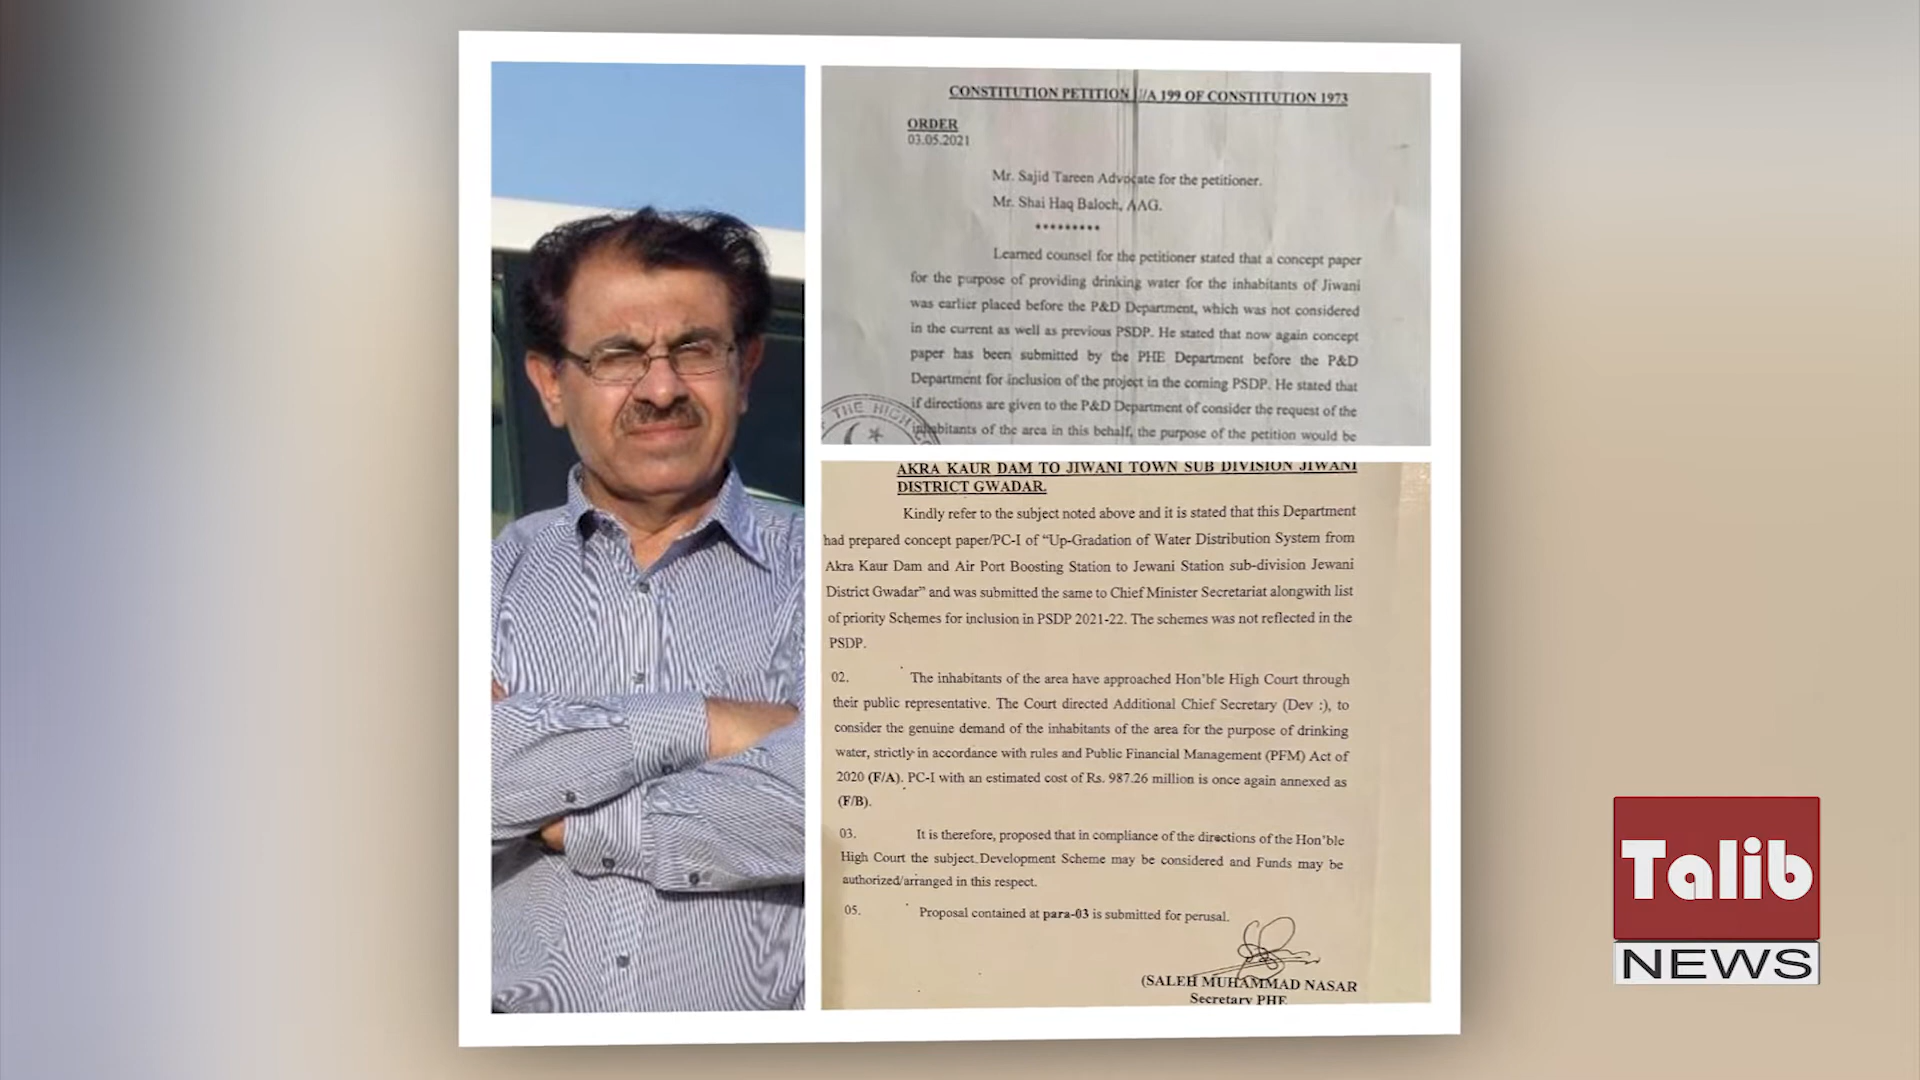 CONSTITUTION PETITION //A 199 OF CONSTITUTION 1973
ORDER
03.05.2021
Mr. Sajid Tareen Advocate for the petitioner.
Mr. Shai Haq Baloch, AAG.
*********
Learned counsel for the petitioner stated that a concept paper
for the purpose of providing drinking water for the inhabitants of Jiwani
was earlier placed before the P&D Department, which was not considered
in the current as well as previous PSDP. He stated that now again concept
paper has been submitted by the PHE Department before the P&D
Department for inclusion of the project in the coming PSDP. He stated that
if directions are given to the P&D Department of consider the request of the
inhabitants of the area in this behalf, the purpose of the petition would be
THE HIGH CO
AKRA KAUR DAM TO JIWANI TOWN SUB DIVISION JIWANI
DISTRICT GWADAR.
Kindly refer to the subject noted above and it is stated that this Department
had prepared concept paper/PC-I of “Up-Gradation of Water Distribution System from
Akra Kaur Dam and Air Port Boosting Station to Jewani Station sub-division Jewani
District Gwadar” and was submitted the same to Chief Minister Secretariat alongwith list
of priority Schemes for inclusion in PSDP 2021-22. The schemes was not reflected in the
PSDP.
02. The inhabitants of the area have approached Hon’ble High Court through
their public representative. The Court directed Additional Chief Secretary (Dev :), to
consider the genuine demand of the inhabitants of the area for the purpose of drinking
water, strictly in accordance with rules and Public Financial Management (PFM) Act of
2020 (F/A). PC-I with an estimated cost of Rs. 987.26 million is once again annexed as
(F/B).
03. It is therefore, proposed that in compliance of the directions of the Hon’ble
High Court the subject Development Scheme may be considered and Funds may be
authorized/arranged in this respect.
05. Proposal contained at para-03 is submitted for perusal.
(SALEH MUHAMMAD NASAR
Secretary PHE
Talib
NEWS